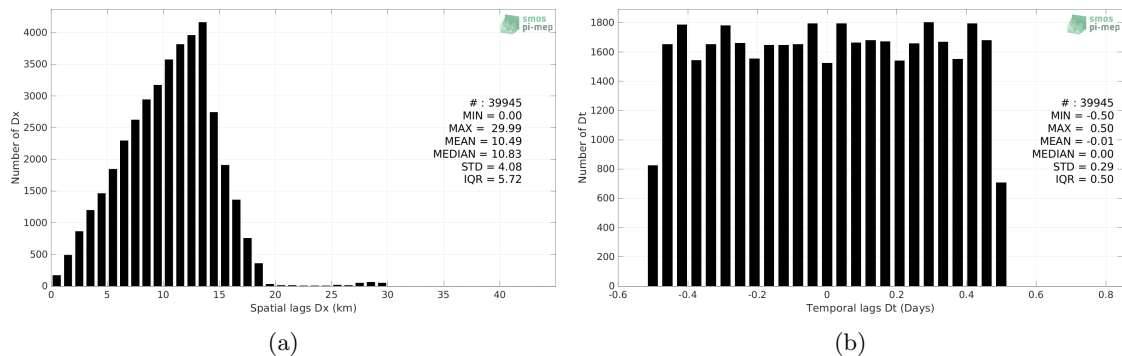 smos
pi-mep
4000
3500
3000
2500
2000
1500
1000
500
0
Number of Dx
# : 39945
MIN = 0.00
MAX = 29.99
MEAN = 10.49
MEDIAN = 10.83
STD = 4.08
IQR = 5.72
0 5 10 15 20 25 30 35 40
Spatial lags Dx (km)
(a)
smos
pi-mep
1800
1600
1400
1200
1000
800
600
400
200
0
Number of Dt
# : 39945
MIN = -0.50
MAX = 0.50
MEAN = -0.01
MEDIAN = 0.00
STD = 0.29
IQR = 0.50
-0.6 -0.4 -0.2 0 0.2 0.4 0.6 0.8
Temporal lags Dt (Days)
(b)